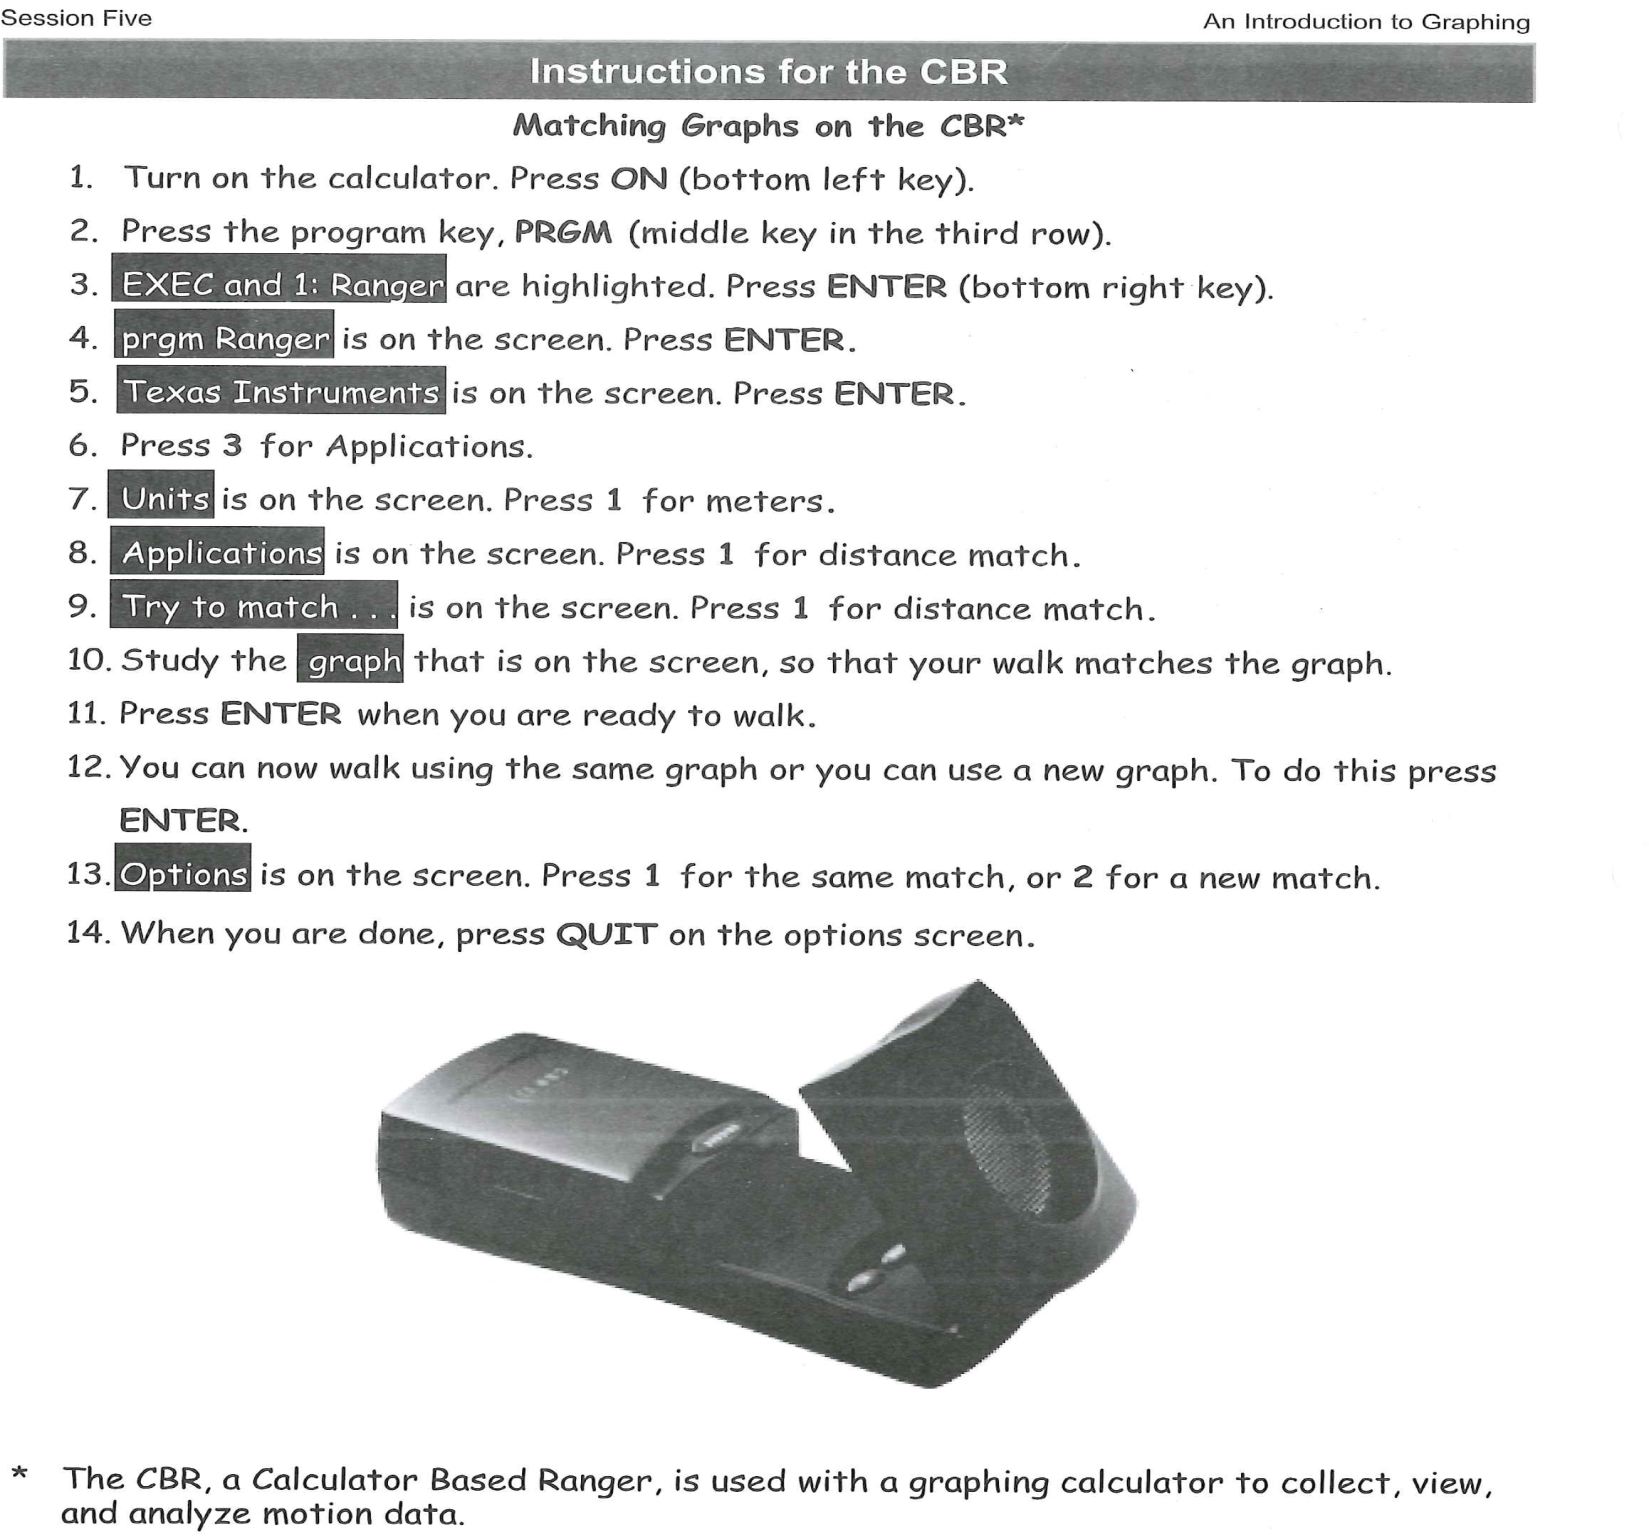 Session Five
An Introduction to Graphing
Instructions for the CBR
Matching Graphs on the CBR*
1. Turn on the calculator. Press ON (bottom left key).
2. Press the program key, PRGM (middle key in the third row).
3. EXEC and 1: Ranger are highlighted. Press ENTER (bottom right key).
4. prgm Ranger is on the screen. Press ENTER.
5. Texas Instruments is on the screen. Press ENTER.
6. Press 3 for Applications.
7. Units is on the screen. Press 1 for meters.
8. Applications is on the screen. Press 1 for distance match.
9. Try to match . . . is on the screen. Press 1 for distance match.
10. Study the graph that is on the screen, so that your walk matches the graph.
11. Press ENTER when you are ready to walk.
12. You can now walk using the same graph or you can use a new graph. To do this press
ENTER.
13. Options is on the screen. Press 1 for the same match, or 2 for a new match.
14. When you are done, press QUIT on the options screen.
* The CBR, a Calculator Based Ranger, is used with a graphing calculator to collect, view,
and analyze motion data.